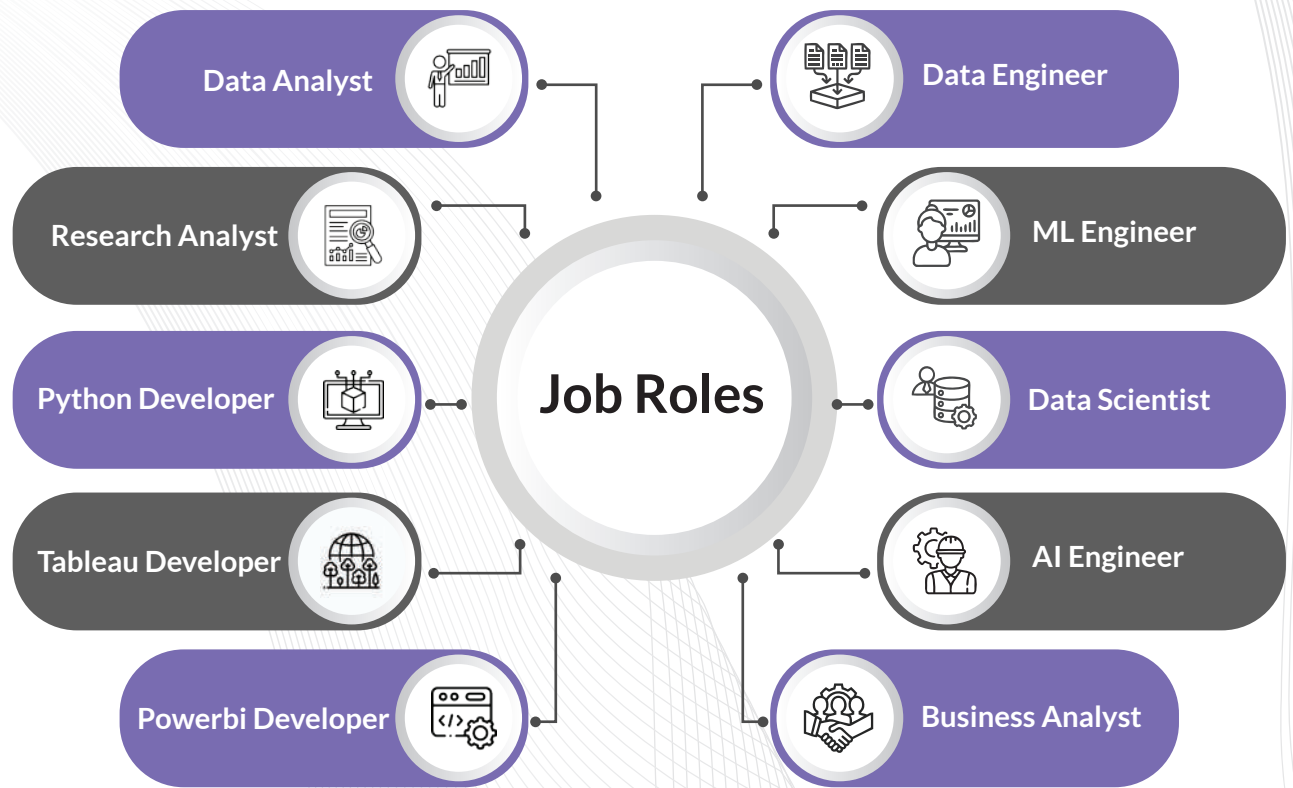 Data Analyst
Data Engineer
Research Analyst
ML Engineer
Job Roles
Python Developer
Data Scientist
Tableau Developer
AI Engineer
Powerbi Developer
Business Analyst